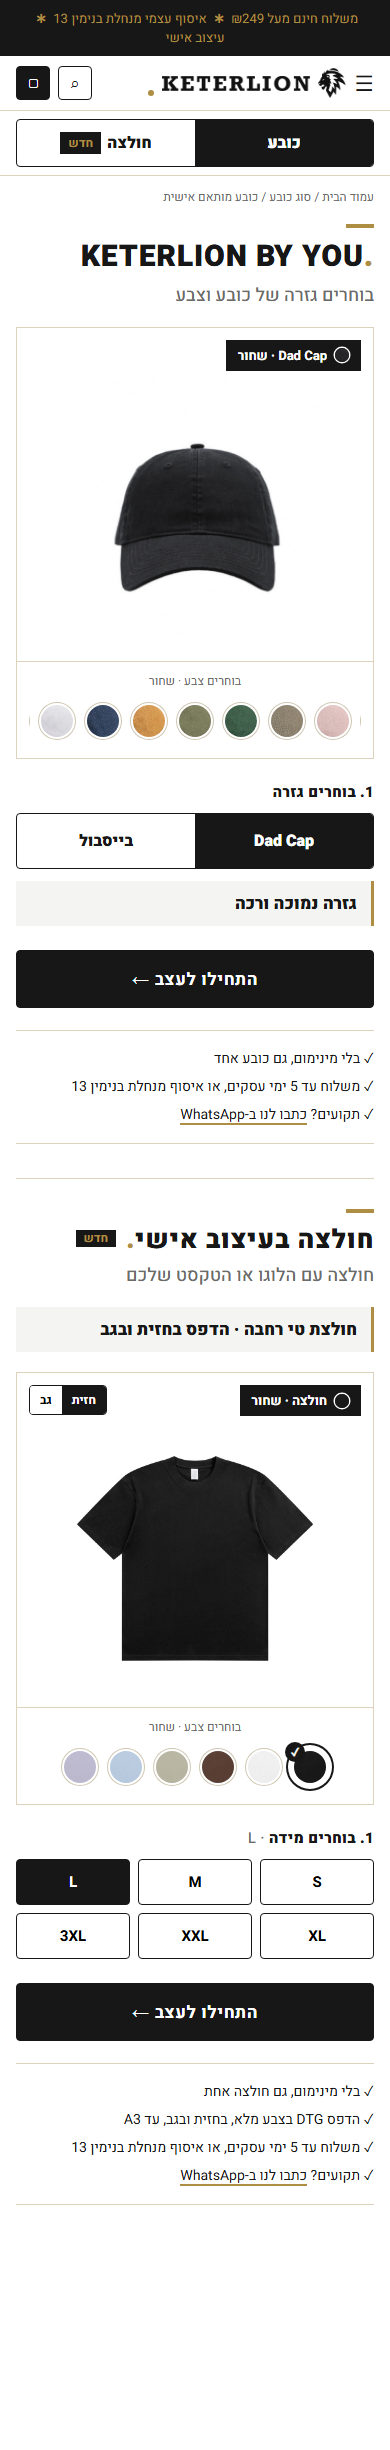 משלוח חינם מעל 249₪ ∗ איסוף עצמי מנחלת בנימין 13 ∗
עיצוב אישי
☰ KETERLION
כובע
חולצה חדש
עמוד הבית / סוג כובע / כובע מותאם אישית
KETERLION BY YOU.
בוחרים גזרה של כובע וצבע
Dad Cap · שחור
בוחרים צבע · שחור
1. בוחרים גזרה
Dad Cap
בייסבול
גזרה נמוכה ורכה
התחילו לעצב ←
✓ בלי מינימום, גם כובע אחד
✓ משלוח עד 5 ימי עסקים, או איסוף מנחלת בנימין 13
✓ תקועים? כתבו לנו ב-WhatsApp
חולצה בעיצוב אישי. חדש
חולצה עם הלוגו או הטקסט שלכם
חולצת טי רחבה · הדפס בחזית ובגב
חולצה · שחור
חזית
גב
בוחרים צבע · שחור
1. בוחרים מידה · L
S
M
L
XL
XXL
3XL
התחילו לעצב ←
✓ בלי מינימום, גם חולצה אחת
✓ הדפס DTG בצבע מלא, בחזית ובגב, עד A3
✓ משלוח עד 5 ימי עסקים, או איסוף מנחלת בנימין 13
✓ תקועים? כתבו לנו ב-WhatsApp